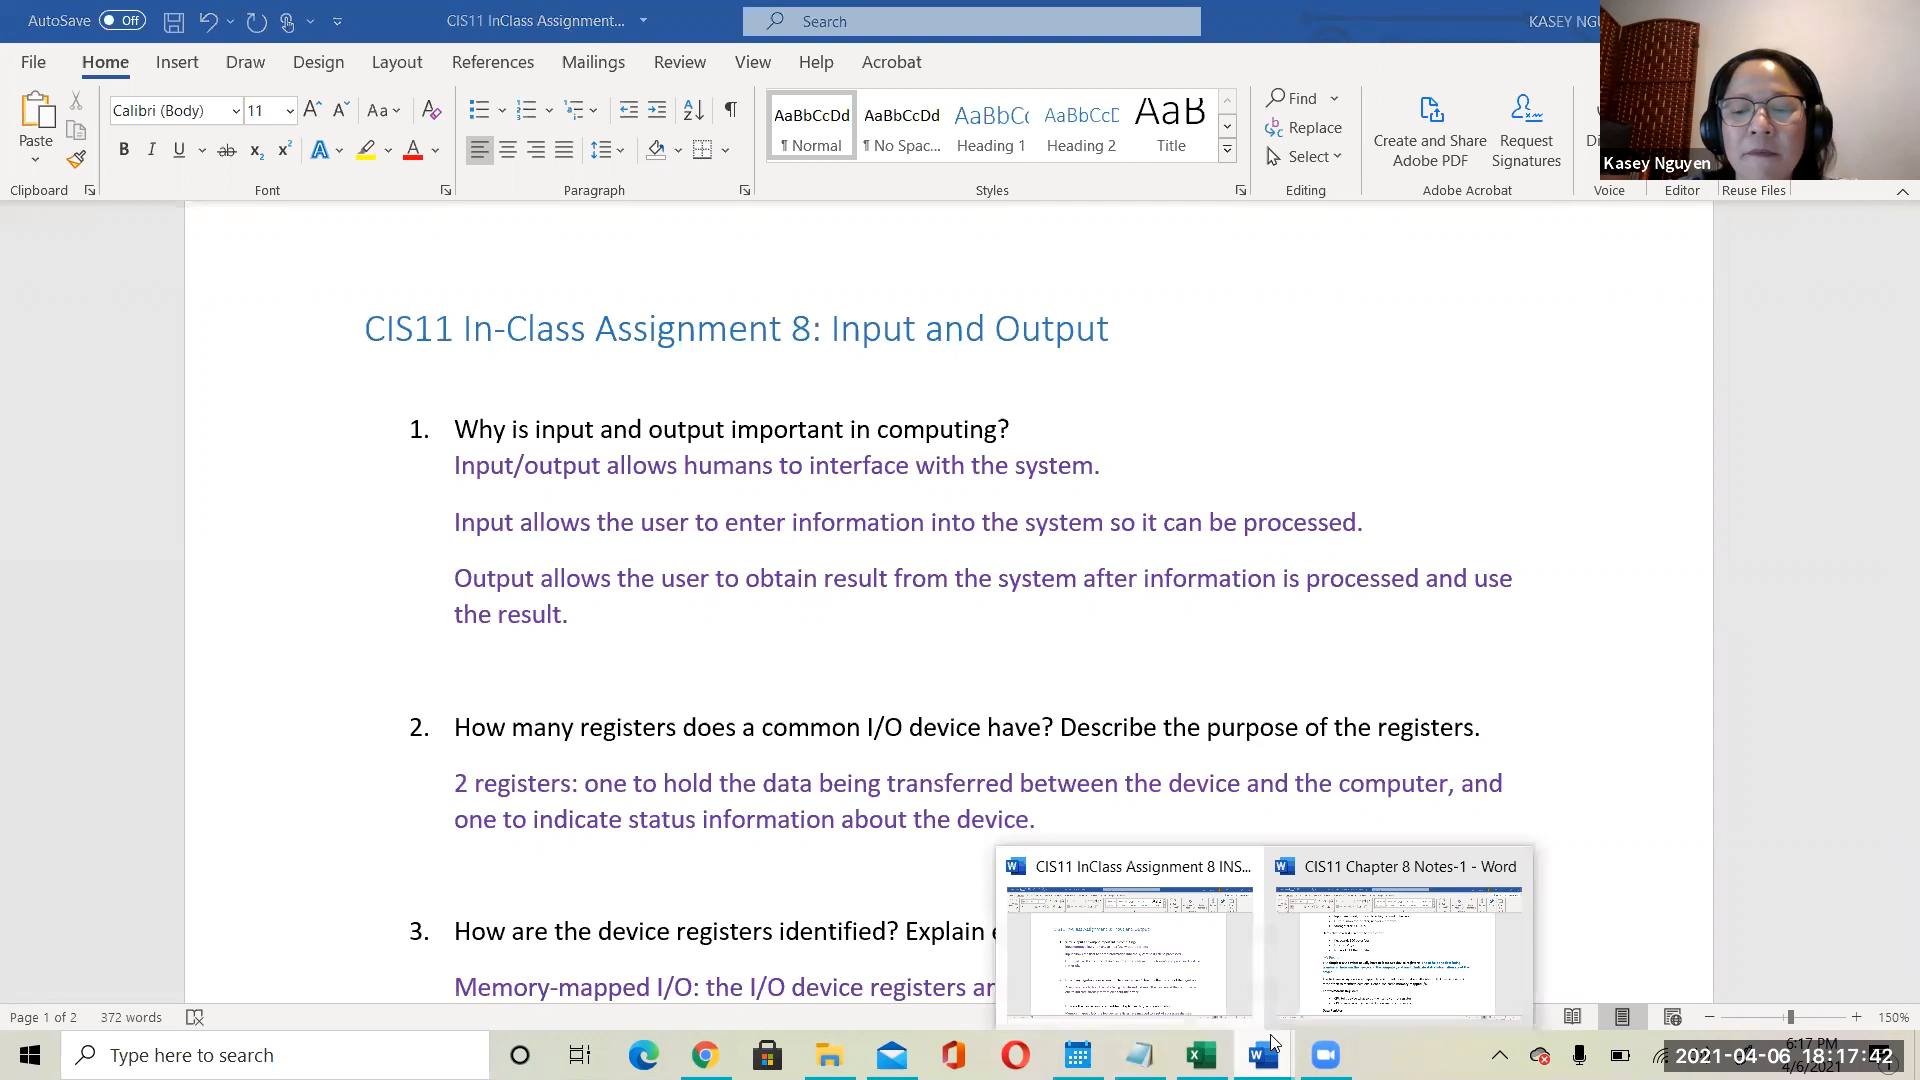 AutoSave Off
CIS11 InClass Assignment...
Search
KASEY NGU
File Home Insert Draw Design Layout References Mailings Review View Help Acrobat
Paste
Calibri (Body) 11
Aa
AaBbCcDd AaBbCcDd AaBbCc AaBbCcD AaB
¶ Normal ¶ No Spac... Heading 1 Heading 2 Title
Find
Replace
Select
Create and Share Adobe PDF
Request Signatures
Clipboard Font Paragraph Styles Editing Adobe Acrobat Voice Editor Reuse Files
Kasey Nguyen
CIS11 In-Class Assignment 8: Input and Output
1. Why is input and output important in computing?
Input/output allows humans to interface with the system.
Input allows the user to enter information into the system so it can be processed.
Output allows the user to obtain result from the system after information is processed and use
the result.
2. How many registers does a common I/O device have? Describe the purpose of the registers.
2 registers: one to hold the data being transferred between the device and the computer, and
one to indicate status information about the device.
CIS11 InClass Assignment 8 INS...
CIS11 Chapter 8 Notes-1 - Word
3. How are the device registers identified? Explain
Memory-mapped I/O: the I/O device registers ar
Page 1 of 2 372 words
150%
Type here to search
6:17 PM
4/6/2021
2021-04-06 18:17:42